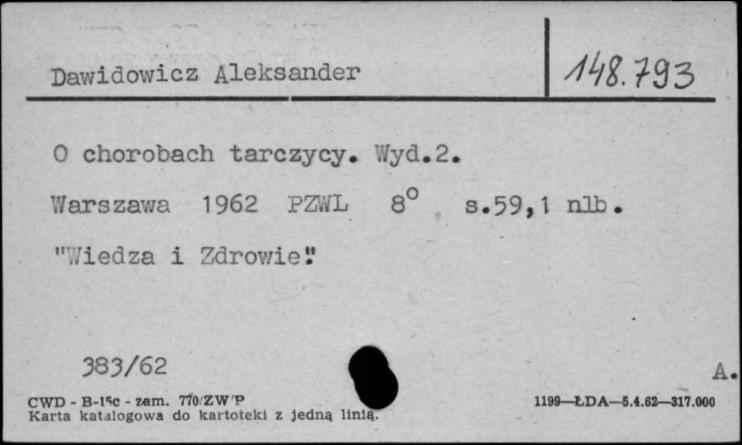 Dawidowicz Aleksander 148.793
O chorobach tarczycy. Wyd.2.
Warszawa 1962 PZWL 8° s.59,1 nlb.
"Wiedza i Zdrowie".
383/62
A.
CWD - B-15c - zam. 770/ZW"P 1199—ŁDA—5.4.62—317.000
Karta katalogowa do kartoteki z jedną linią.